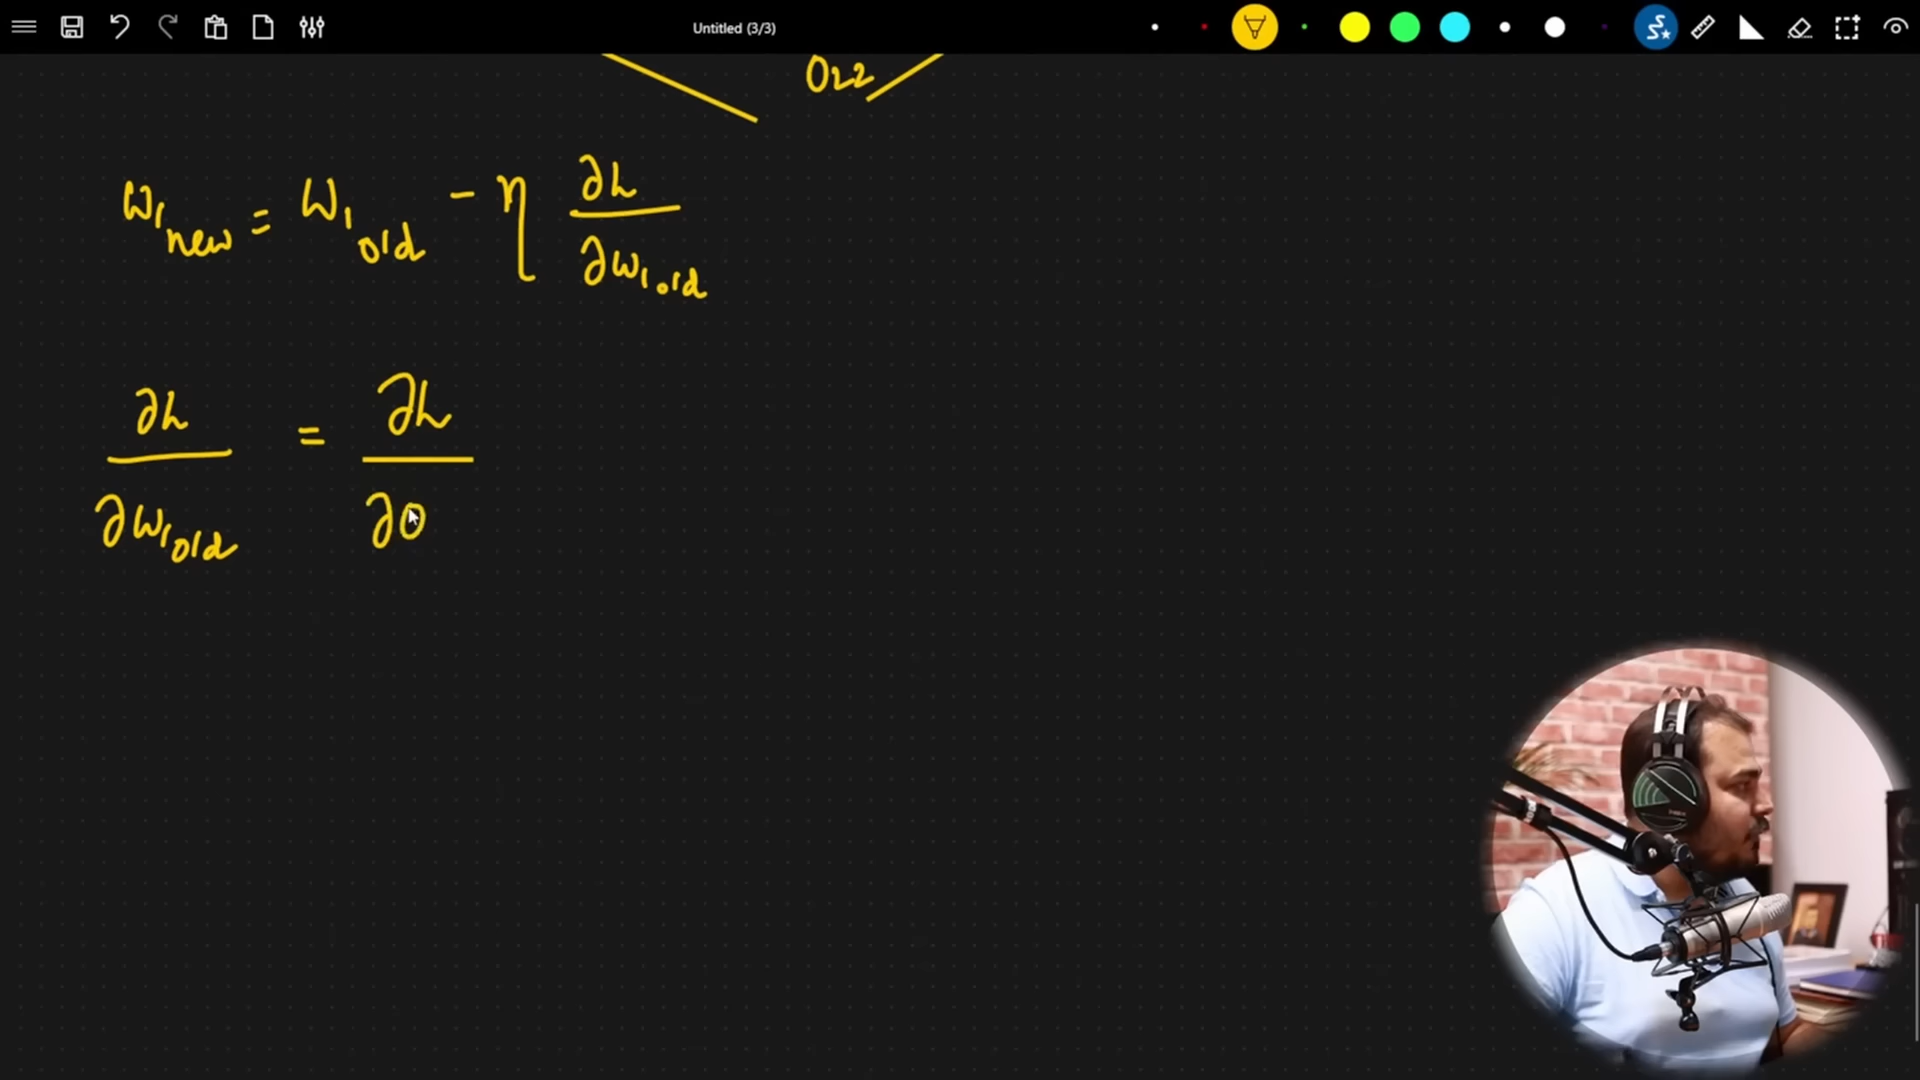 Untitled (3/3)
O22
W1new = W1old - η ∂L/∂W1old
∂L/∂W1old = ∂L/∂O